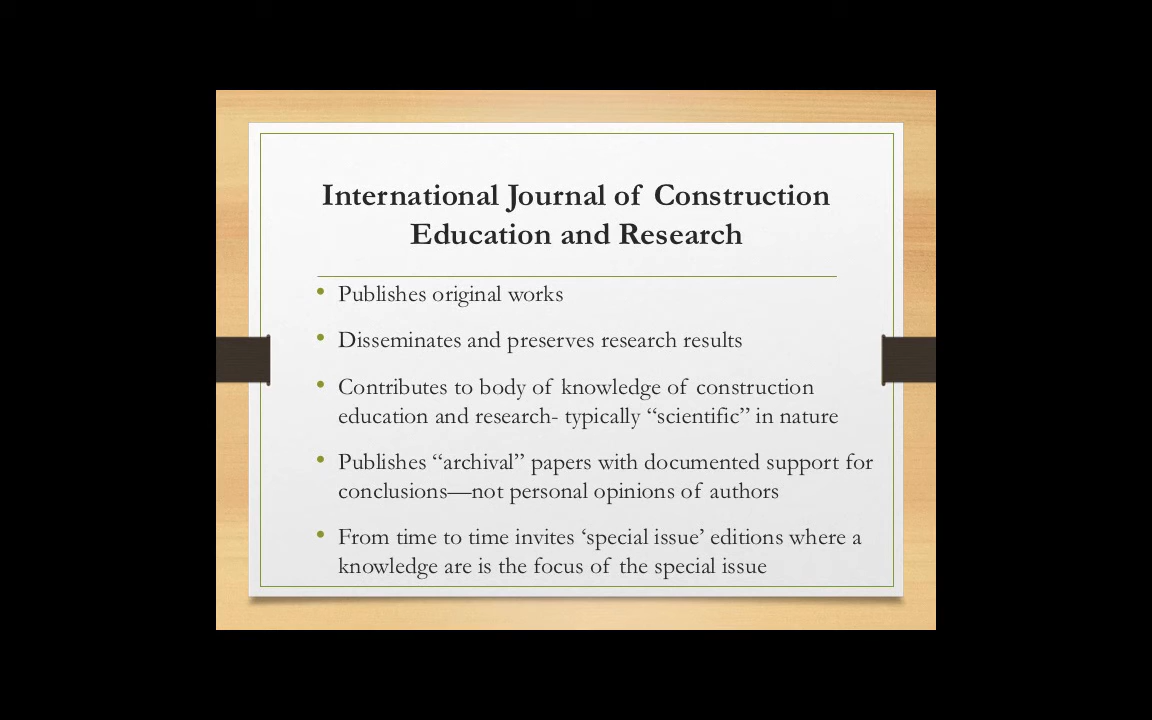 International Journal of Construction
Education and Research
• Publishes original works
• Disseminates and preserves research results
• Contributes to body of knowledge of construction
education and research- typically “scientific” in nature
• Publishes “archival” papers with documented support for
conclusions—not personal opinions of authors
• From time to time invites ‘special issue’ editions where a
knowledge are is the focus of the special issue